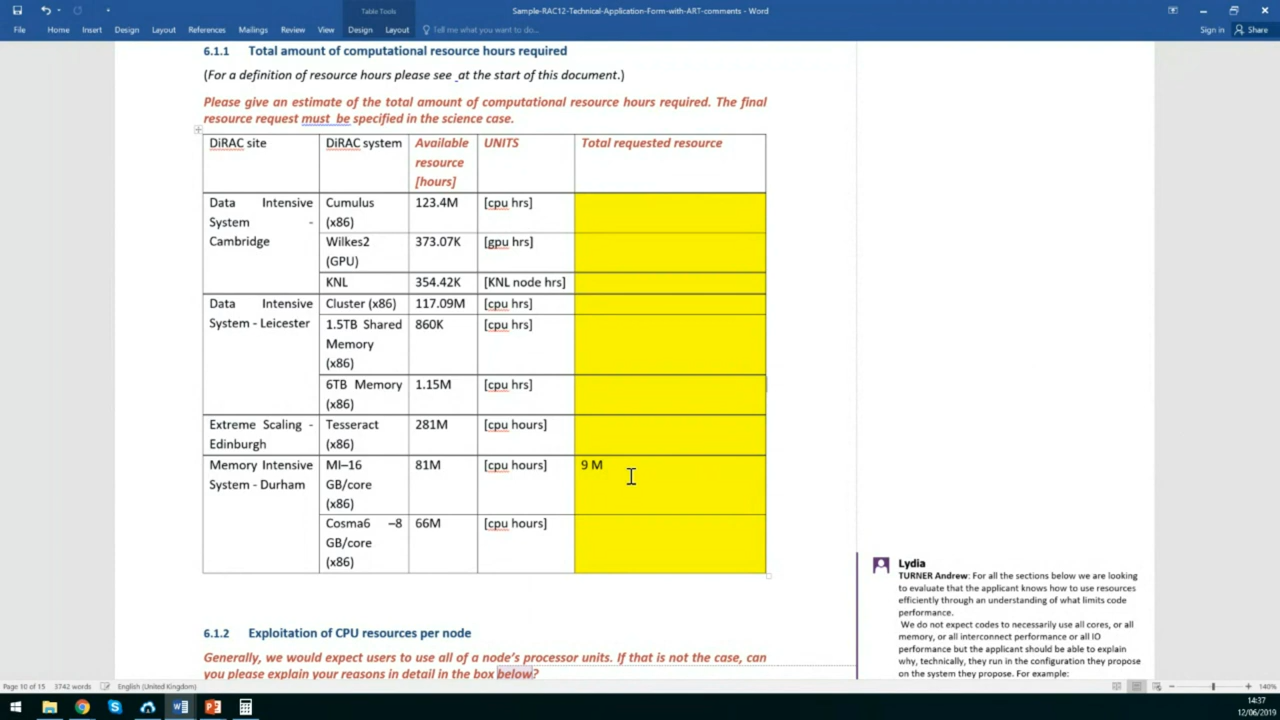 Table Tools
Sample-RAC12-Technical-Application-Form-with-ART-comments - Word
File Home Insert Design Layout References Mailings Review View Design Layout Tell me what you want to do... Sign in Share
6.1.1 Total amount of computational resource hours required
(For a definition of resource hours please see at the start of this document.)
Please give an estimate of the total amount of computational resource hours required. The final
resource request must be specified in the science case.
DiRAC site DiRAC system Available UNITS Total requested resource
resource
[hours]
Data Intensive Cumulus 123.4M [cpu hrs]
System - (x86)
Cambridge Wilkes2 373.07K [gpu hrs]
(GPU)
KNL 354.42K [KNL node hrs]
Data Intensive Cluster (x86) 117.09M [cpu hrs]
System - Leicester 1.5TB Shared 860K [cpu hrs]
Memory
(x86)
6TB Memory 1.15M [cpu hrs]
(x86)
Extreme Scaling - Tesseract 281M [cpu hours]
Edinburgh (x86)
Memory Intensive MI–16 81M [cpu hours] 9 M
System - Durham GB/core
(x86)
Cosma6 –8 66M [cpu hours]
GB/core
(x86)
Lydia
TURNER Andrew: For all the sections below we are looking
to evaluate that the applicant knows how to use resources
efficiently through an understanding of what limits code
performance.
We do not expect codes to necessarily use all cores, or all
memory, or all interconnect performance or all IO
performance but the applicant should be able to explain
why, technically, they run in the configuration they propose
on the system they propose. For example:
6.1.2 Exploitation of CPU resources per node
Generally, we would expect users to use all of a node's processor units. If that is not the case, can
you please explain your reasons in detail in the box below?
Page 10 of 15 3742 words English (United Kingdom) 140%
14:37
12/06/2019